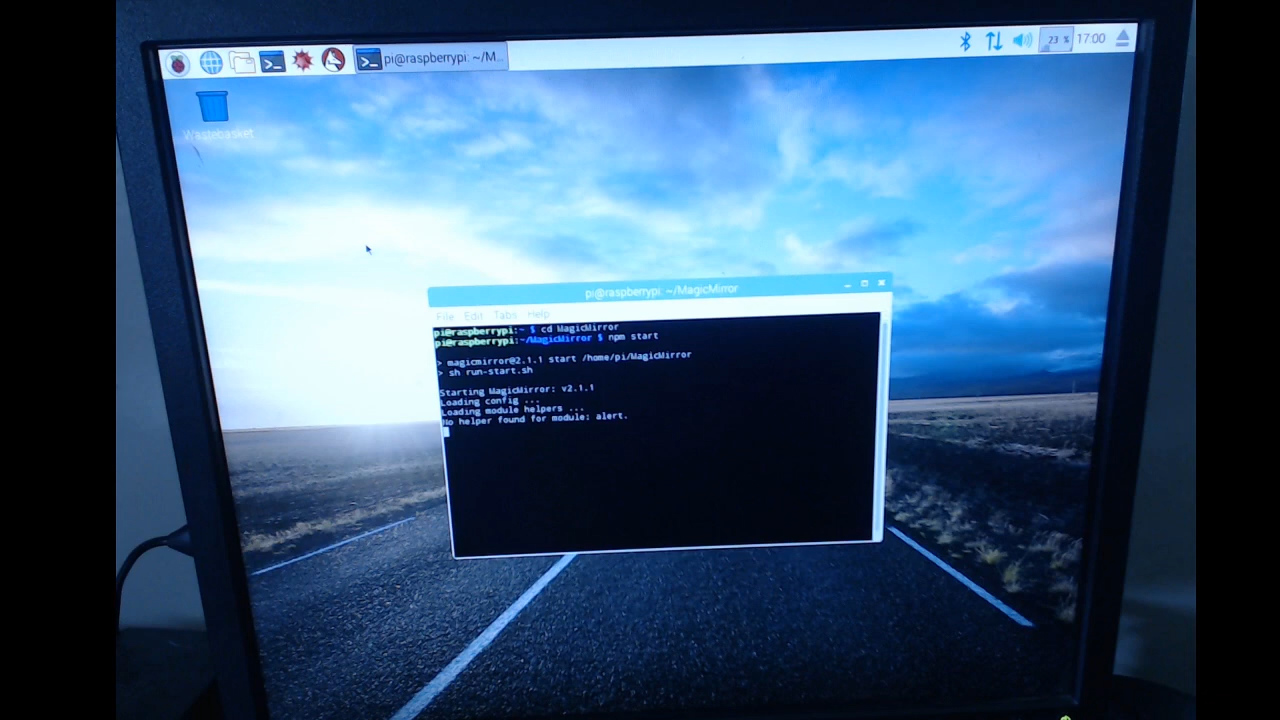 pi@raspberrypi: ~/M...
23 %
17:00
Wastebasket
pi@raspberrypi: ~/MagicMirror
File Edit Tabs Help
pi@raspberrypi:~ $ cd MagicMirror
pi@raspberrypi:~/MagicMirror $ npm start
> magicmirror@2.1.1 start /home/pi/MagicMirror
> sh run-start.sh
Starting MagicMirror: v2.1.1
Loading config ...
Loading module helpers ...
No helper found for module: alert.